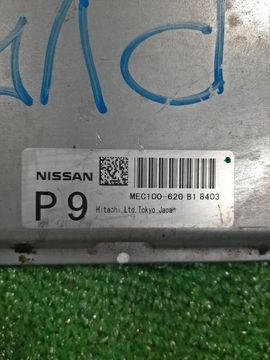 NISSAN
MEC100-620 B1 8403
P9
Hitachi,Ltd.Tokyo Japan